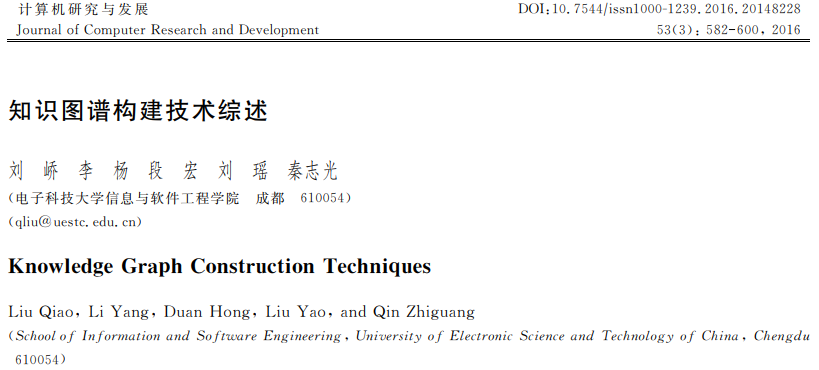 计算机研究与发展 DOI:10.7544/issn1000-1239.2016.20148228
Journal of Computer Research and Development 53(3): 582-600, 2016
知识图谱构建技术综述
刘 峤 李 杨 段 宏 刘 瑶 秦志光
(电子科技大学信息与软件工程学院 成都 610054)
(qliu@uestc.edu.cn)
Knowledge Graph Construction Techniques
Liu Qiao, Li Yang, Duan Hong, Liu Yao, and Qin Zhiguang
(School of Information and Software Engineering, University of Electronic Science and Technology of China, Chengdu
610054)